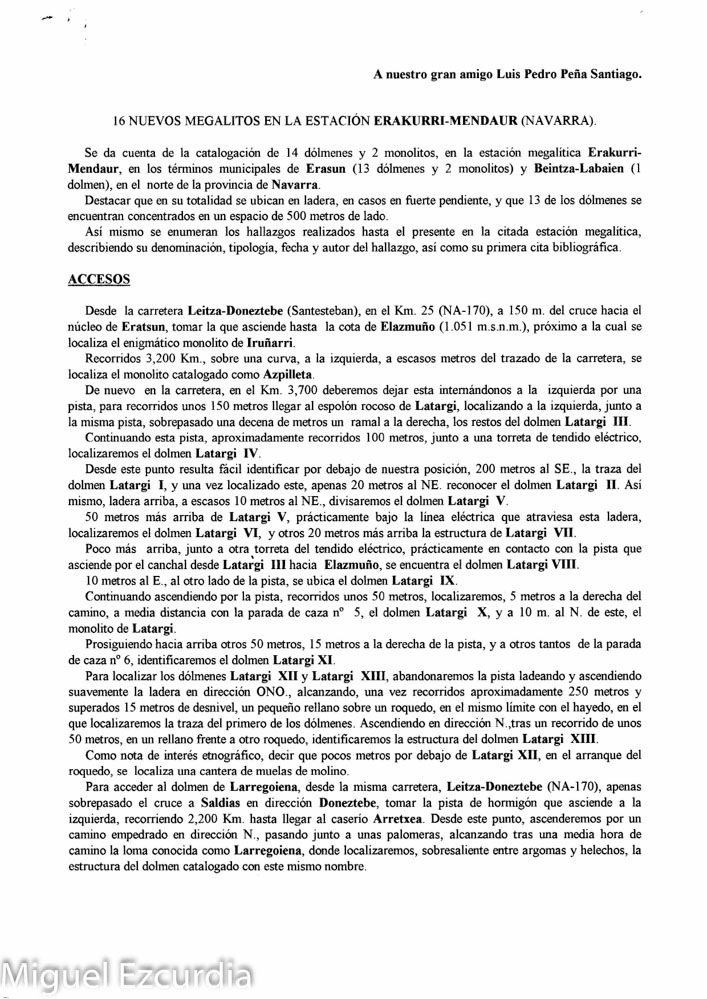 A nuestro gran amigo Luis Pedro Peña Santiago.
16 NUEVOS MEGALITOS EN LA ESTACIÓN ERAKURRI-MENDAUR (NAVARRA).
Se da cuenta de la catalogación de 14 dólmenes y 2 monolitos, en la estación megalítica Erakurri-
Mendaur, en los términos municipales de Erasun (13 dólmenes y 2 monolitos) y Beintza-Labaien (1
dolmen), en el norte de la provincia de Navarra.
Destacar que en su totalidad se ubican en ladera, en casos en fuerte pendiente, y que 13 de los dólmenes se
encuentran concentrados en un espacio de 500 metros de lado.
Así mismo se enumeran los hallazgos realizados hasta el presente en la citada estación megalítica,
describiendo su denominación, tipología, fecha y autor del hallazgo, así como su primera cita bibliográfica.
ACCESOS
Desde la carretera Leitza-Doneztebe (Santesteban), en el Km. 25 (NA-170), a 150 m. del cruce hacia el
núcleo de Eratsun, tomar la que asciende hasta la cota de Elazmuño (1.051 m.s.n.m.), próximo a la cual se
localiza el enigmático monolito de Iruñarri.
Recorridos 3,200 Km., sobre una curva, a la izquierda, a escasos metros del trazado de la carretera, se
localiza el monolito catalogado como Azpilleta.
De nuevo en la carretera, en el Km. 3,700 deberemos dejar esta internándonos a la izquierda por una
pista, para recorridos unos 150 metros llegar al espolón rocoso de Latargi, localizando a la izquierda, junto a
la misma pista, sobrepasado una decena de metros un ramal a la derecha, los restos del dolmen Latargi III.
Continuando esta pista, aproximadamente recorridos 100 metros, junto a una torreta de tendido eléctrico,
localizaremos el dolmen Latargi IV.
Desde este punto resulta fácil identificar por debajo de nuestra posición, 200 metros al SE., la traza del
dolmen Latargi I, y una vez localizado este, apenas 20 metros al NE. reconocer el dolmen Latargi II. Así
mismo, ladera arriba, a escasos 10 metros al NE., divisaremos el dolmen Latargi V.
50 metros más arriba de Latargi V, prácticamente bajo la línea eléctrica que atraviesa esta ladera,
localizaremos el dolmen Latargi VI, y otros 20 metros más arriba la estructura de Latargi VII.
Poco más arriba, junto a otra torreta del tendido eléctrico, prácticamente en contacto con la pista que
asciende por el canchal desde Latargi III hacia Elazmuño, se encuentra el dolmen Latargi VIII.
10 metros al E., al otro lado de la pista, se ubica el dolmen Latargi IX.
Continuando ascendiendo por la pista, recorridos unos 50 metros, localizaremos, 5 metros a la derecha del
camino, a media distancia con la parada de caza nº 5, el dolmen Latargi X, y a 10 m. al N. de este, el
monolito de Latargi.
Prosiguiendo hacia arriba otros 50 metros, 15 metros a la derecha de la pista, y a otros tantos de la parada
de caza nº 6, identificaremos el dolmen Latargi XI.
Para localizar los dólmenes Latargi XII y Latargi XIII, abandonaremos la pista ladeando y ascendiendo
suavemente la ladera en dirección ONO., alcanzando, una vez recorridos aproximadamente 250 metros y
superados 15 metros de desnivel, un pequeño rellano sobre un roquedo, en el mismo límite con el hayedo, en el
que localizaremos la traza del primero de los dólmenes. Ascendiendo en dirección N.,tras un recorrido de unos
50 metros, en un rellano frente a otro roquedo, identificaremos la estructura del dolmen Latargi XIII.
Como nota de interés etnográfico, decir que pocos metros por debajo de Latargi XII, en el arranque del
roquedo, se localiza una cantera de muelas de molino.
Para acceder al dolmen de Larregoiena, desde la misma carretera, Leitza-Doneztebe (NA-170), apenas
sobrepasado el cruce a Saldias en dirección Doneztebe, tomar la pista de hormigón que asciende a la
izquierda, recorriendo 2,200 Km. hasta llegar al caserío Arretxea. Desde este punto, ascenderemos por un
camino empedrado en dirección N., pasando junto a unas palomeras, alcanzando tras una media hora de
camino la loma conocida como Larregoiena, donde localizaremos, sobresaliente entre argomas y helechos, la
estructura del dolmen catalogado con este mismo nombre.
Miguel Ezcurdia